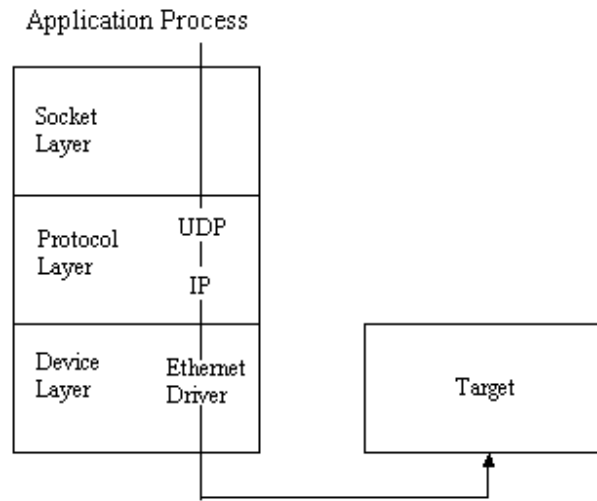 Application Process
Socket
Layer
Protocol
Layer
UDP
IP
Device
Layer
Ethernet
Driver
Target